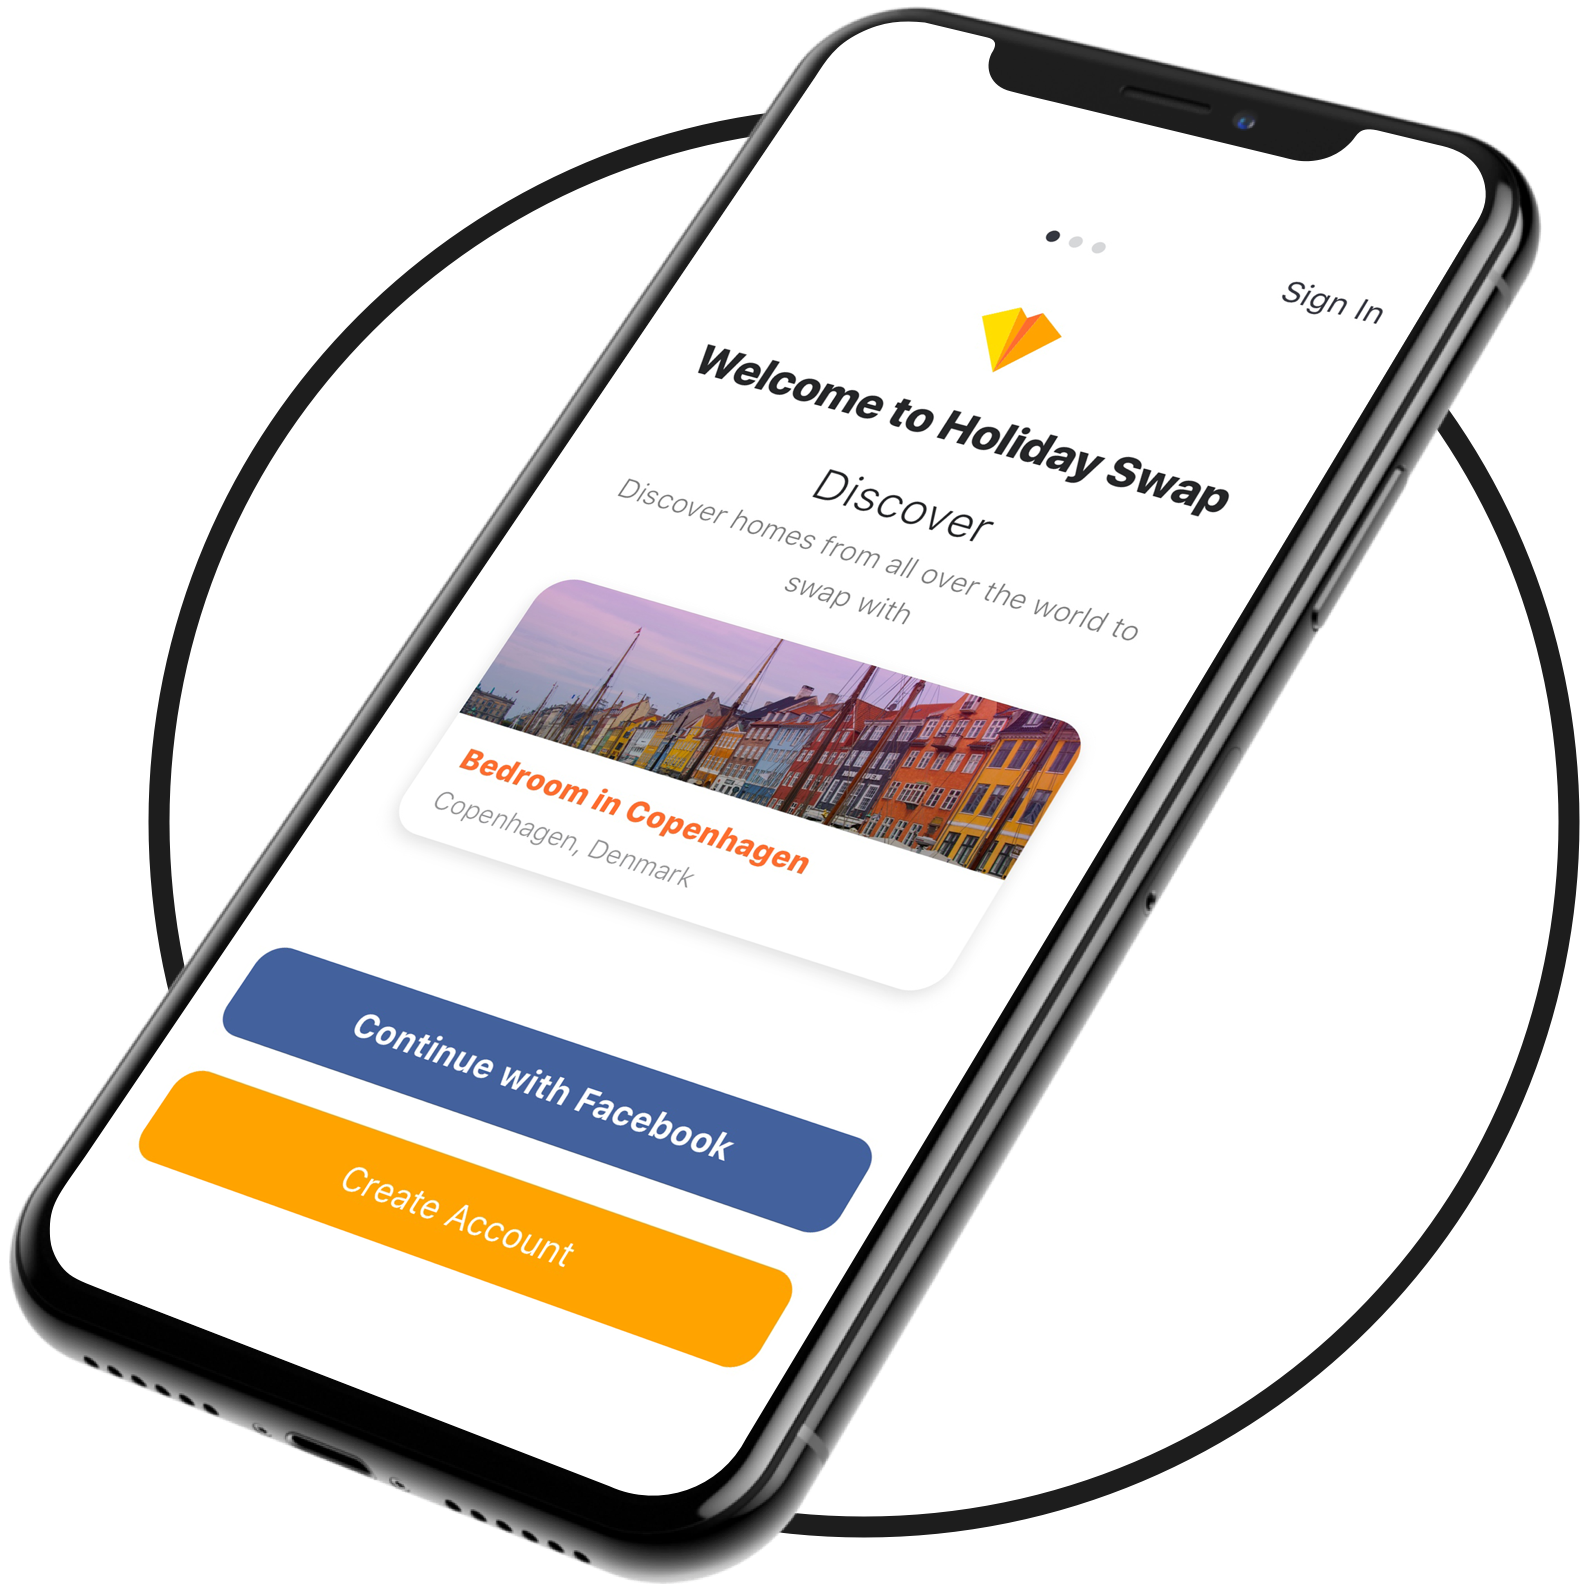 Sign In
Welcome to Holiday Swap
Discover
Discover homes from all over the world to
swap with
Bedroom in Copenhagen
Copenhagen, Denmark
Continue with Facebook
Create Account